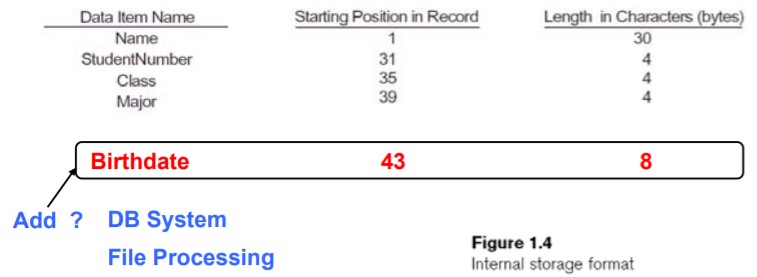 Data Item Name Starting Position in Record Length in Characters (bytes)
Name 1 30
StudentNumber 31 4
Class 35 4
Major 39 4
Birthdate 43 8
Add ? DB System
File Processing
Figure 1.4
Internal storage format